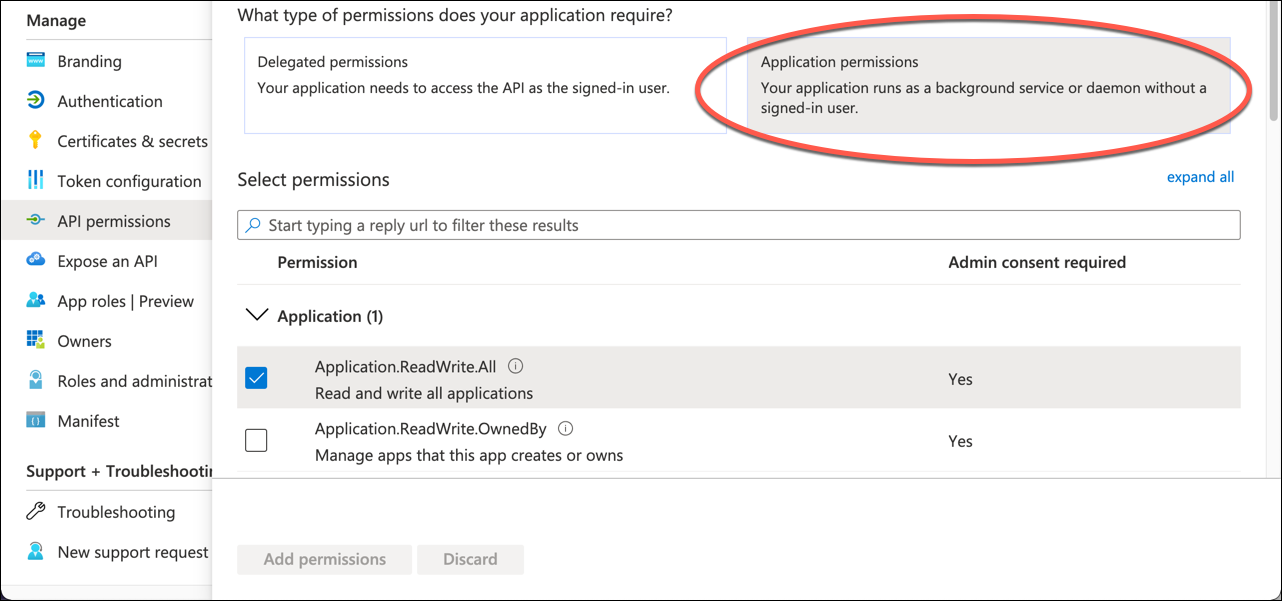 Manage
Branding
Authentication
Certificates & secrets
Token configuration
API permissions
Expose an API
App roles | Preview
Owners
Roles and administrat
Manifest
Support + Troubleshootin
Troubleshooting
New support request
What type of permissions does your application require?
Delegated permissions
Your application needs to access the API as the signed-in user.
Application permissions
Your application runs as a background service or daemon without a
signed-in user.
Select permissions
expand all
Start typing a reply url to filter these results
Permission
Admin consent required
Application (1)
Application.ReadWrite.All
Read and write all applications
Yes
Application.ReadWrite.OwnedBy
Manage apps that this app creates or owns
Yes
Add permissions
Discard